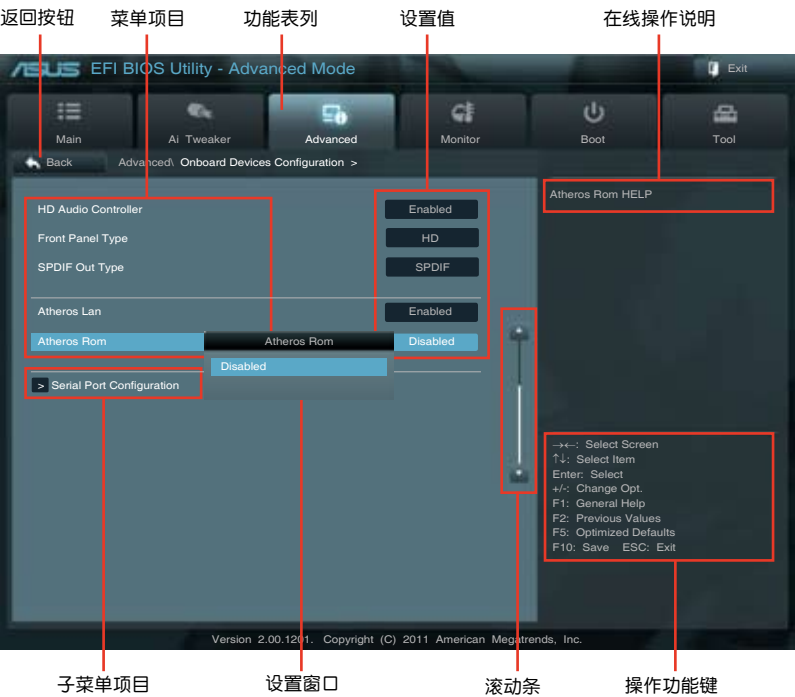 返回按钮 菜单项目 功能表列 设置值 在线操作说明
ASUS EFI BIOS Utility - Advanced Mode Exit
Main Ai Tweaker Advanced Monitor Boot Tool
Back Advanced\ Onboard Devices Configuration >
Atheros Rom HELP
HD Audio Controller Enabled
Front Panel Type HD
SPDIF Out Type SPDIF
Atheros Lan Enabled
Atheros Rom Atheros Rom Disabled
Disabled
> Serial Port Configuration
→←: Select Screen
↑↓: Select Item
Enter: Select
+/-: Change Opt.
F1: General Help
F2: Previous Values
F5: Optimized Defaults
F10: Save ESC: Exit
Version 2.00.1201. Copyright (C) 2011 American Megatrends, Inc.
子菜单项目 设置窗口 滚动条 操作功能键